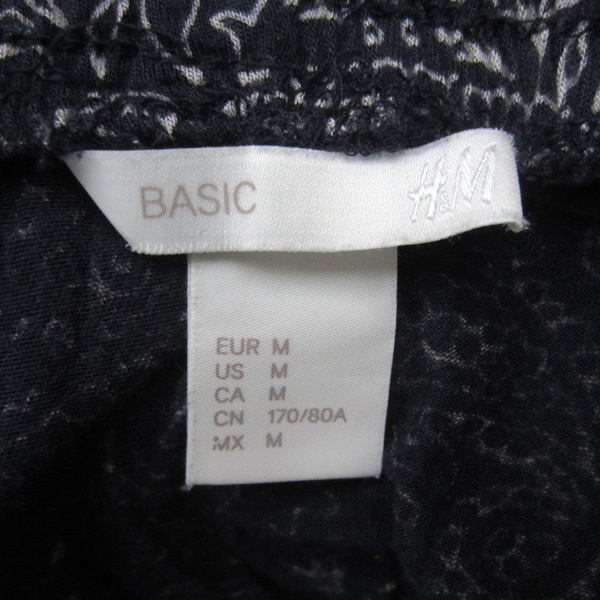 BASIC H&M
EUR M
US M
CA M
CN 170/80A
MX M